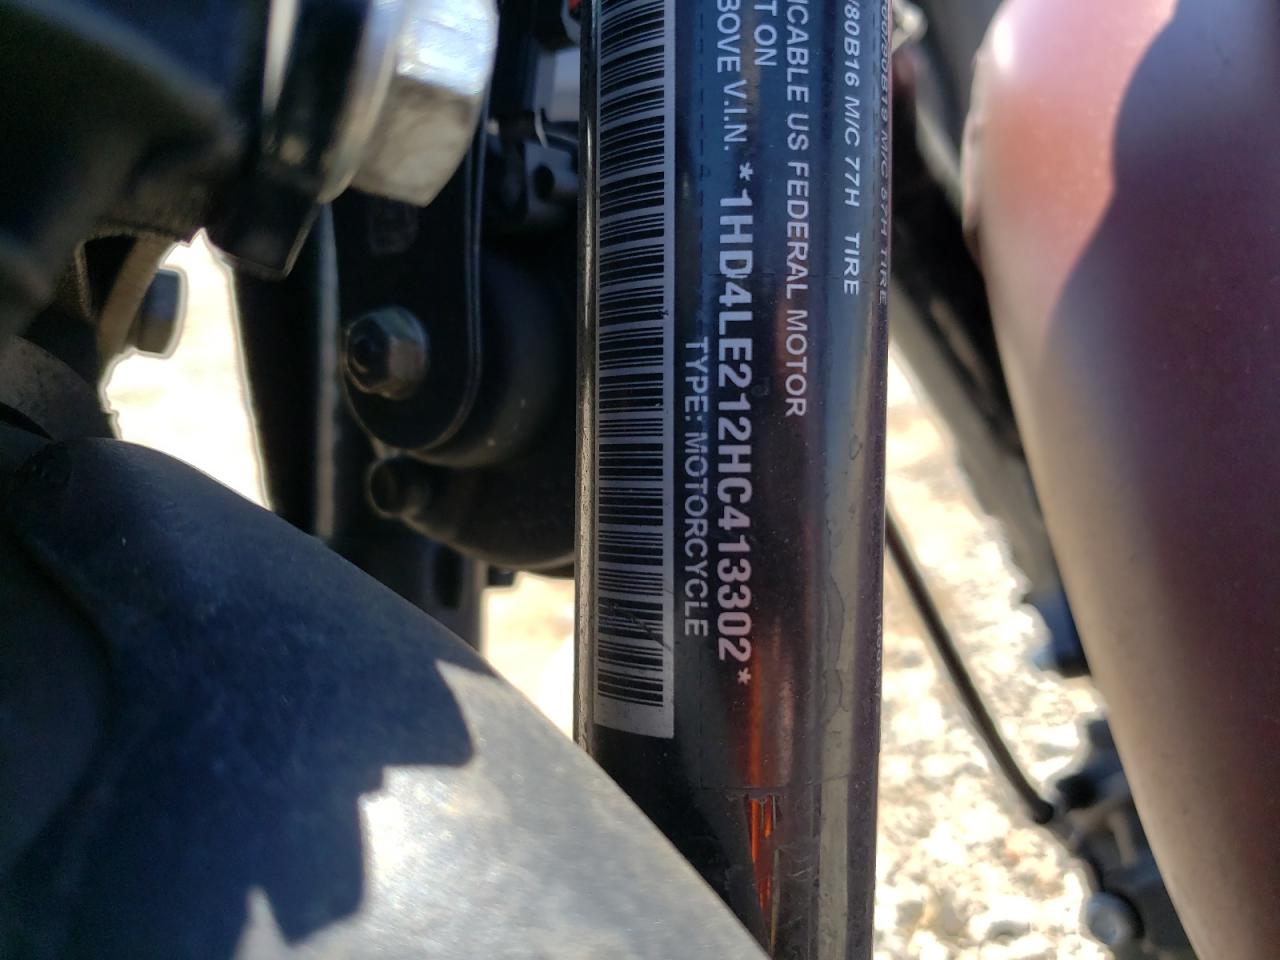 /80B16 M/C 77H TIRE
ICABLE US FEDERAL MOTOR
T ON
BOVE V.I.N. *1HD4LE212HC413302*
TYPE: MOTORCYCLE